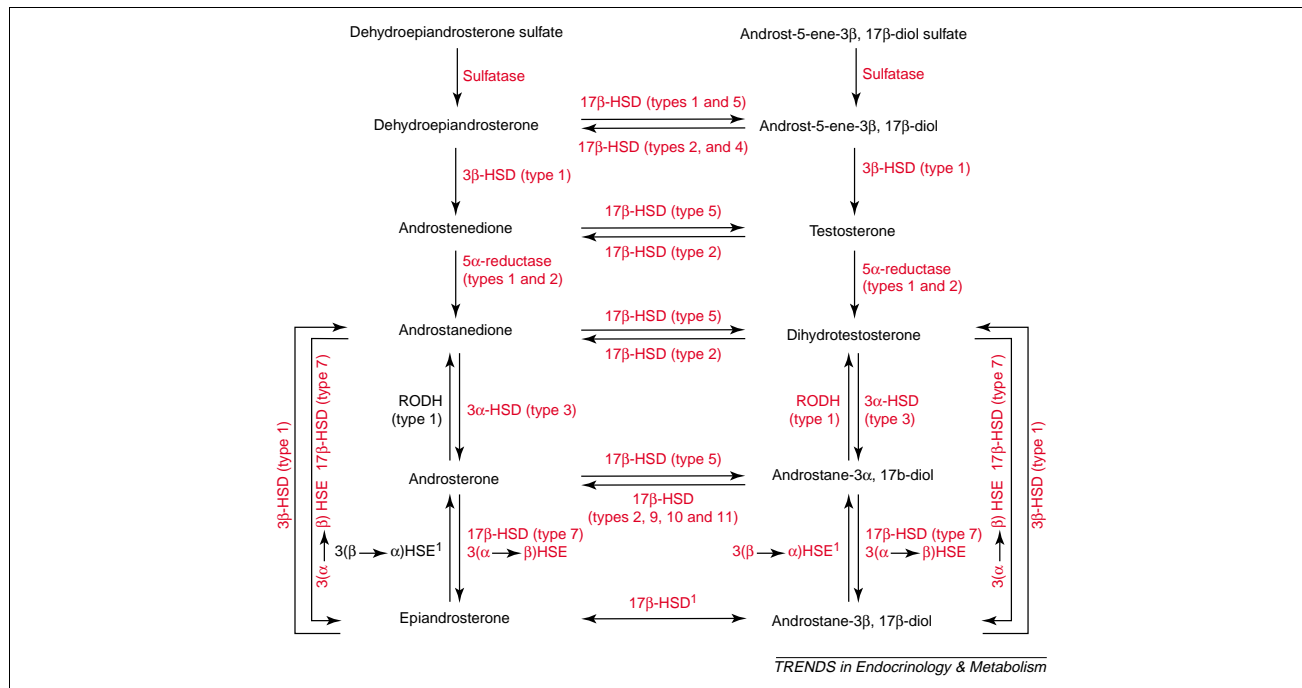 Dehydroepiandrosterone sulfate
Androst-5-ene-3β, 17β-diol sulfate
Sulfatase
Sulfatase
17β-HSD (types 1 and 5)
Dehydroepiandrosterone
Androst-5-ene-3β, 17β-diol
17β-HSD (types 2, and 4)
3β-HSD (type 1)
3β-HSD (type 1)
17β-HSD (type 5)
Androstenedione
Testosterone
17β-HSD (type 2)
5α-reductase
(types 1 and 2)
5α-reductase
(types 1 and 2)
17β-HSD (type 5)
Androstanedione
Dihydrotestosterone
17β-HSD (type 2)
3β-HSD (type 1)
3(α → β) HSE 17β-HSD (type 7)
RODH
(type 1)
3α-HSD (type 3)
RODH
(type 1)
3α-HSD
(type 3)
3(α → β) HSE 17β-HSD (type 7)
3β-HSD (type 1)
17β-HSD (type 5)
Androsterone
Androstane-3α, 17b-diol
17β-HSD
(types 2, 9, 10 and 11)
3(β → α)HSE¹
17β-HSD (type 7)
3(α → β)HSE
3(β → α)HSE¹
17β-HSD (type 7)
3(α → β)HSE
17β-HSD¹
Epiandrosterone
Androstane-3β, 17β-diol
TRENDS in Endocrinology & Metabolism